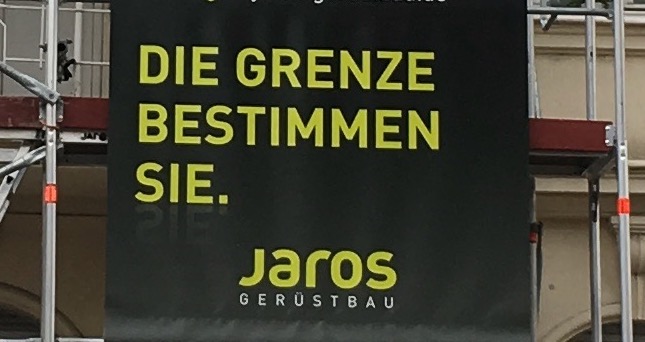 DIE GRENZE
BESTIMMEN
SIE.
Jaros
GERÜSTBAU